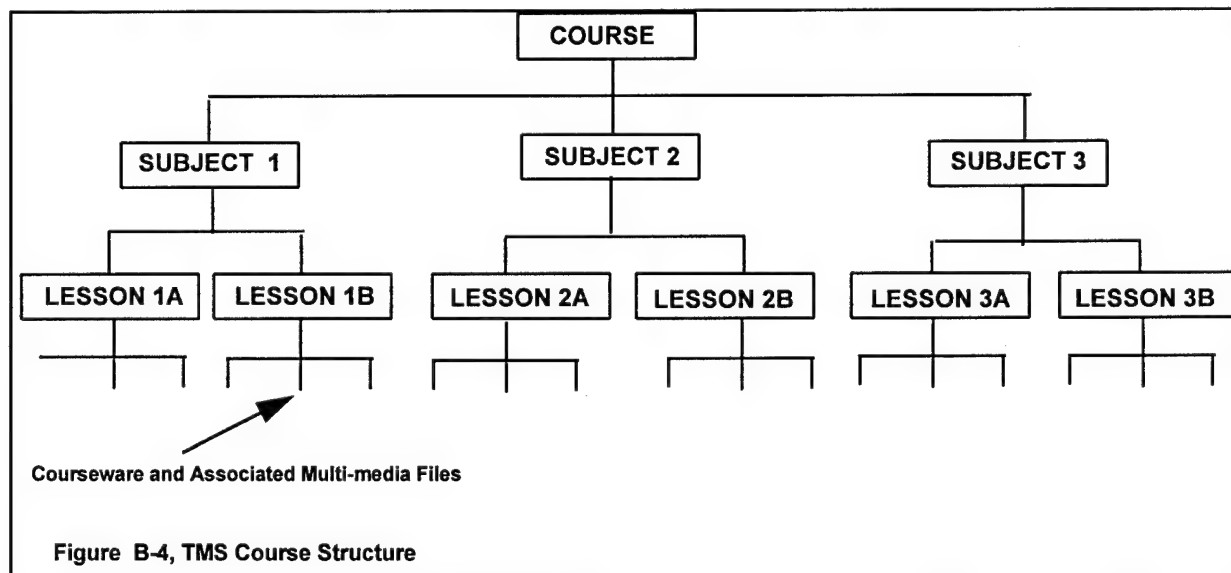 COURSE
SUBJECT 1
SUBJECT 2
SUBJECT 3
LESSON 1A
LESSON 1B
LESSON 2A
LESSON 2B
LESSON 3A
LESSON 3B
Courseware and Associated Multi-media Files
Figure B-4, TMS Course Structure